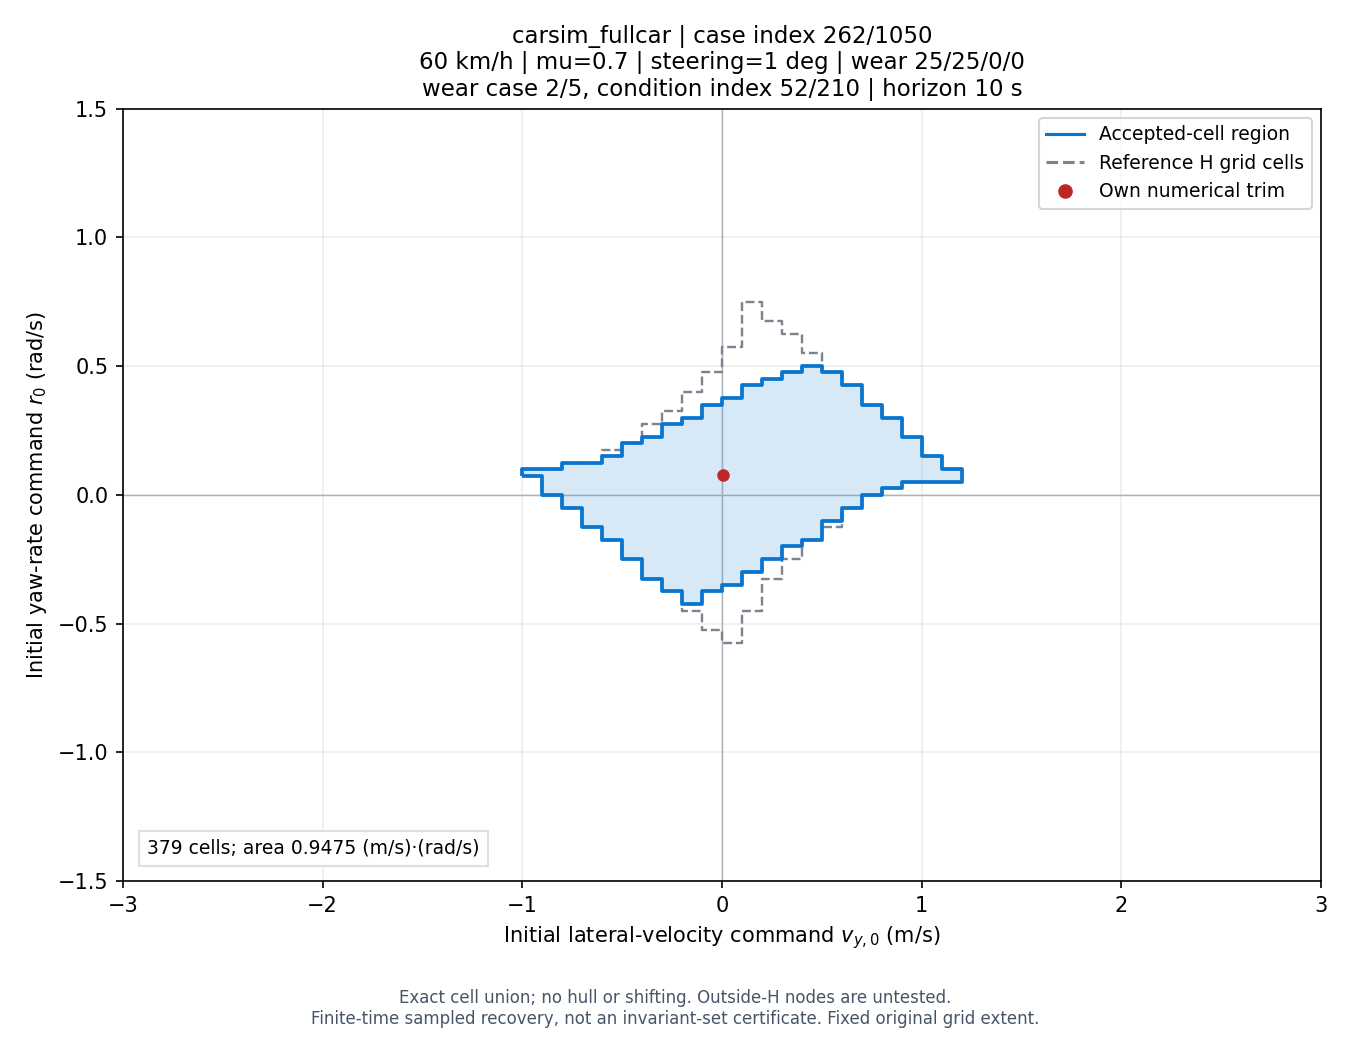 carsim_fullcar | case index 262/1050
60 km/h | mu=0.7 | steering=1 deg | wear 25/25/0/0
wear case 2/5, condition index 52/210 | horizon 10 s
Accepted-cell region
Reference H grid cells
Own numerical trim
1.5
1.0
0.5
0.0
−0.5
−1.0
−1.5
Initial yaw-rate command r0 (rad/s)
379 cells; area 0.9475 (m/s)·(rad/s)
−3
−2
−1
0
1
2
3
Initial lateral-velocity command vy,0 (m/s)
Exact cell union; no hull or shifting. Outside-H nodes are untested.
Finite-time sampled recovery, not an invariant-set certificate. Fixed original grid extent.